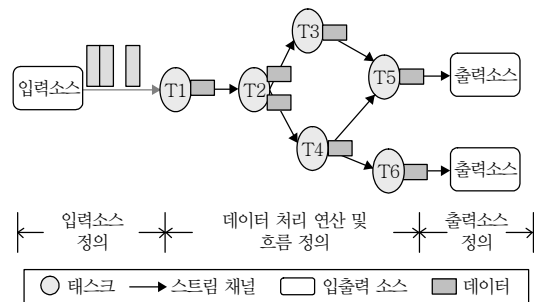 입력소스
T1
T2
T3
T4
T5
T6
출력소스
출력소스
입력소스
정의
데이터 처리 연산 및
흐름 정의
출력소스
정의
태스크
스트림 채널
입출력 소스
데이터